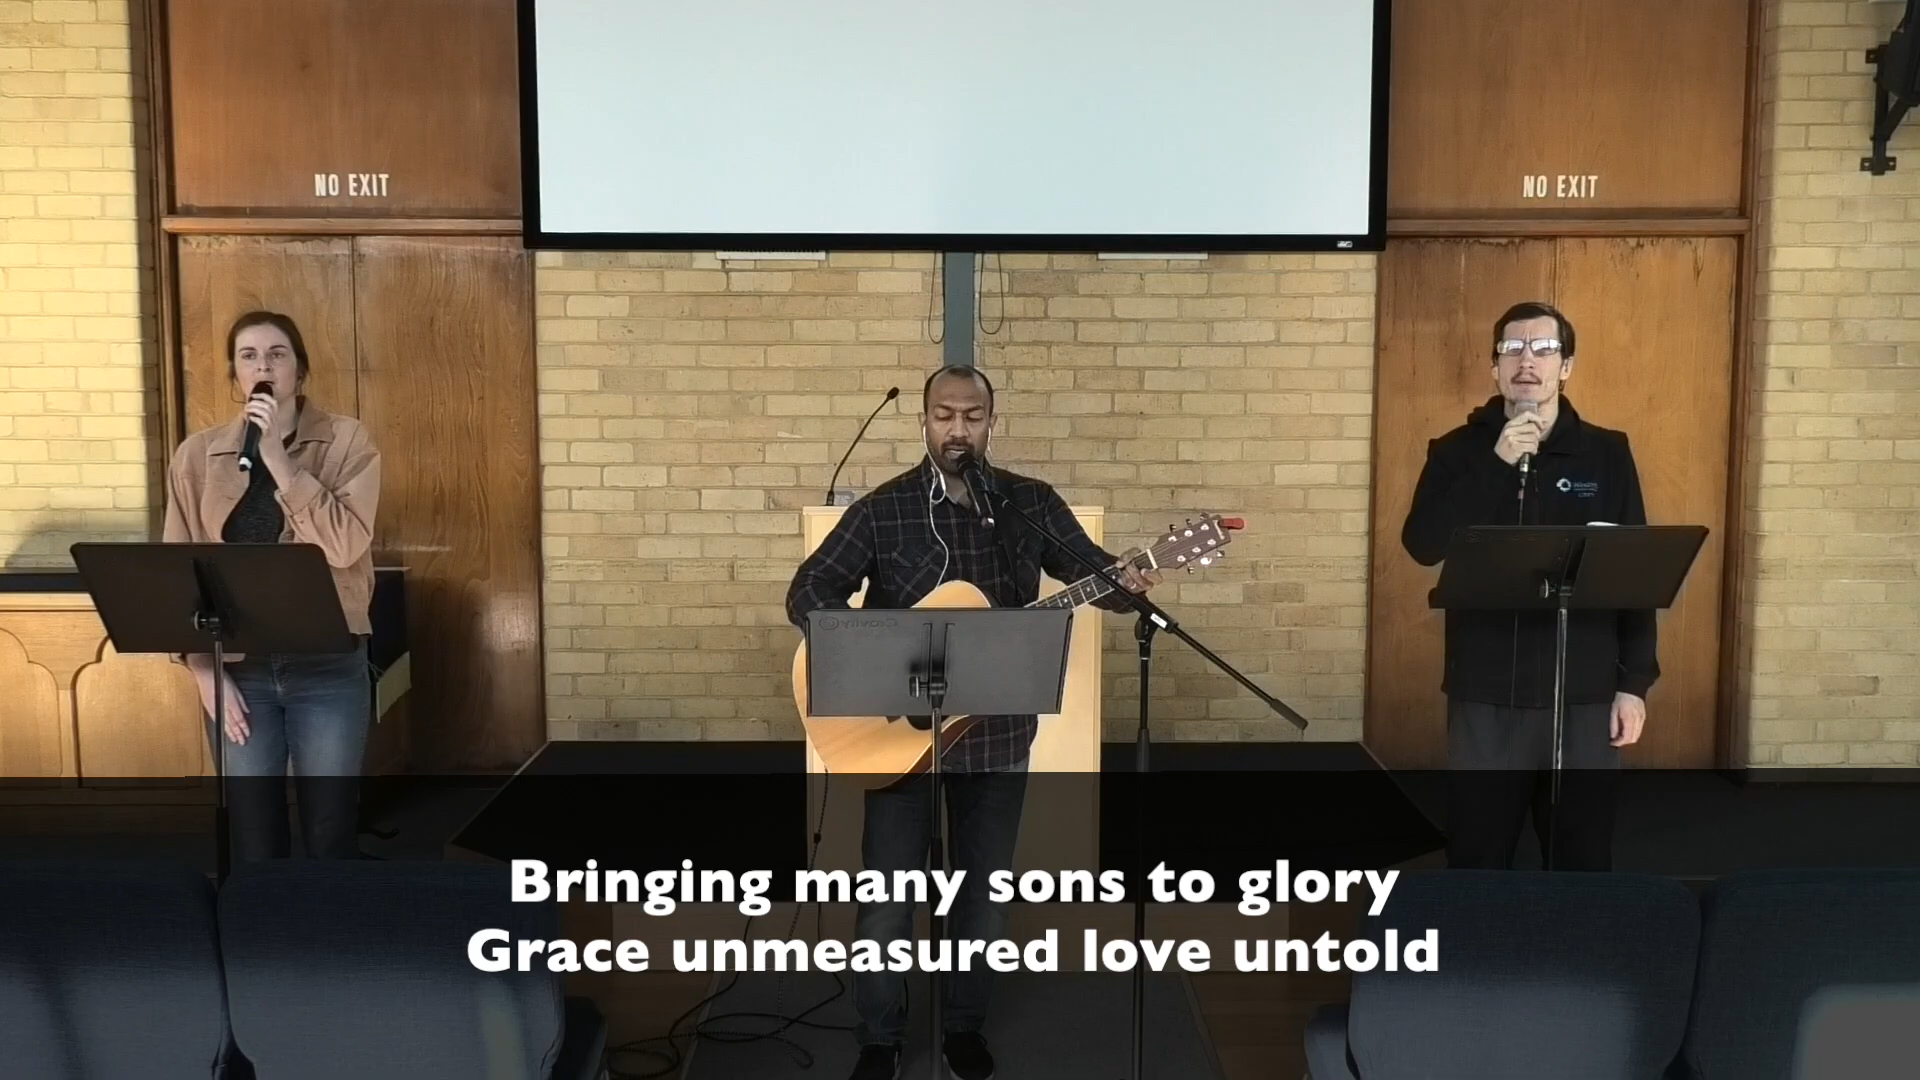 NO EXIT
NO EXIT
Bringing many sons to glory
Grace unmeasured love untold